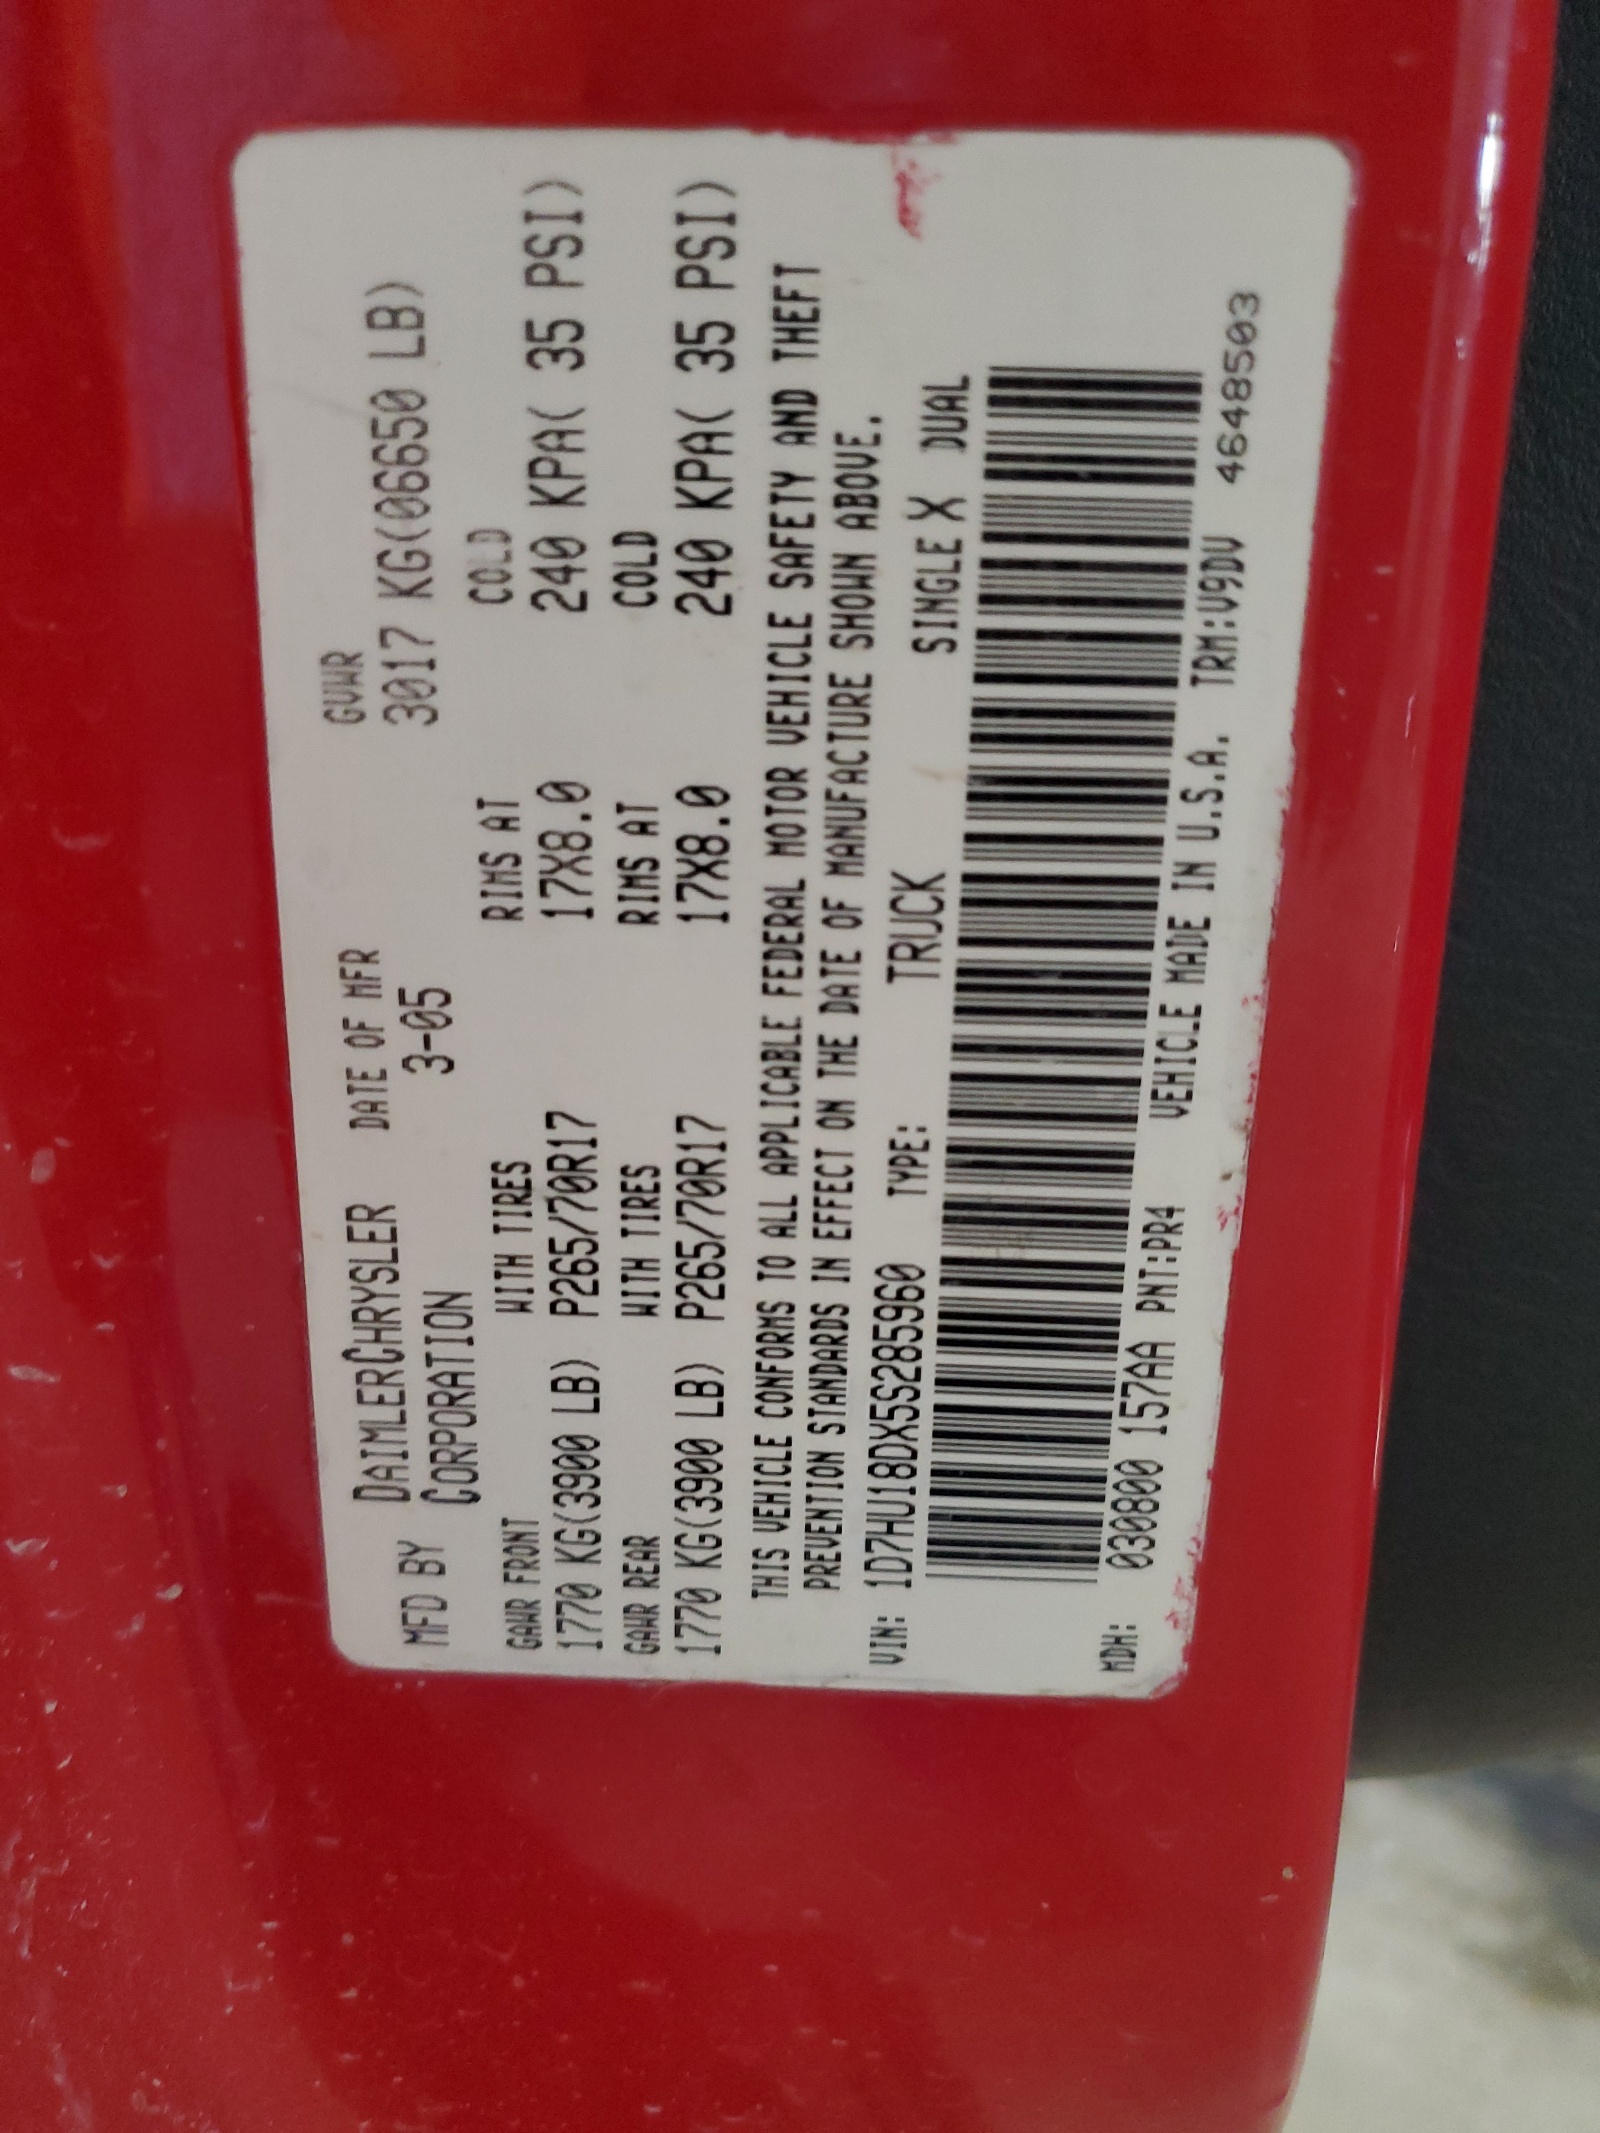 MFD BY DAIMLERCHRYSLER CORPORATION DATE OF MFR 3-05 GVWR 3017 KG(06650 LB)
GAWR FRONT WITH TIRES RIMS AT COLD
1770 KG(3900 LB) P265/70R17 17X8.0 240 KPA( 35 PSI)
GAWR REAR WITH TIRES RIMS AT COLD
1770 KG(3900 LB) P265/70R17 17X8.0 240 KPA( 35 PSI)
THIS VEHICLE CONFORMS TO ALL APPLICABLE FEDERAL MOTOR VEHICLE SAFETY AND THEFT
PREVENTION STANDARDS IN EFFECT ON THE DATE OF MANUFACTURE SHOWN ABOVE.
VIN: 1D7HU18DX5S285960 TYPE: TRUCK SINGLE X DUAL
MDH: 030800 157AA PNT:PR4 VEHICLE MADE IN U.S.A. TRM:V9DV 4648503